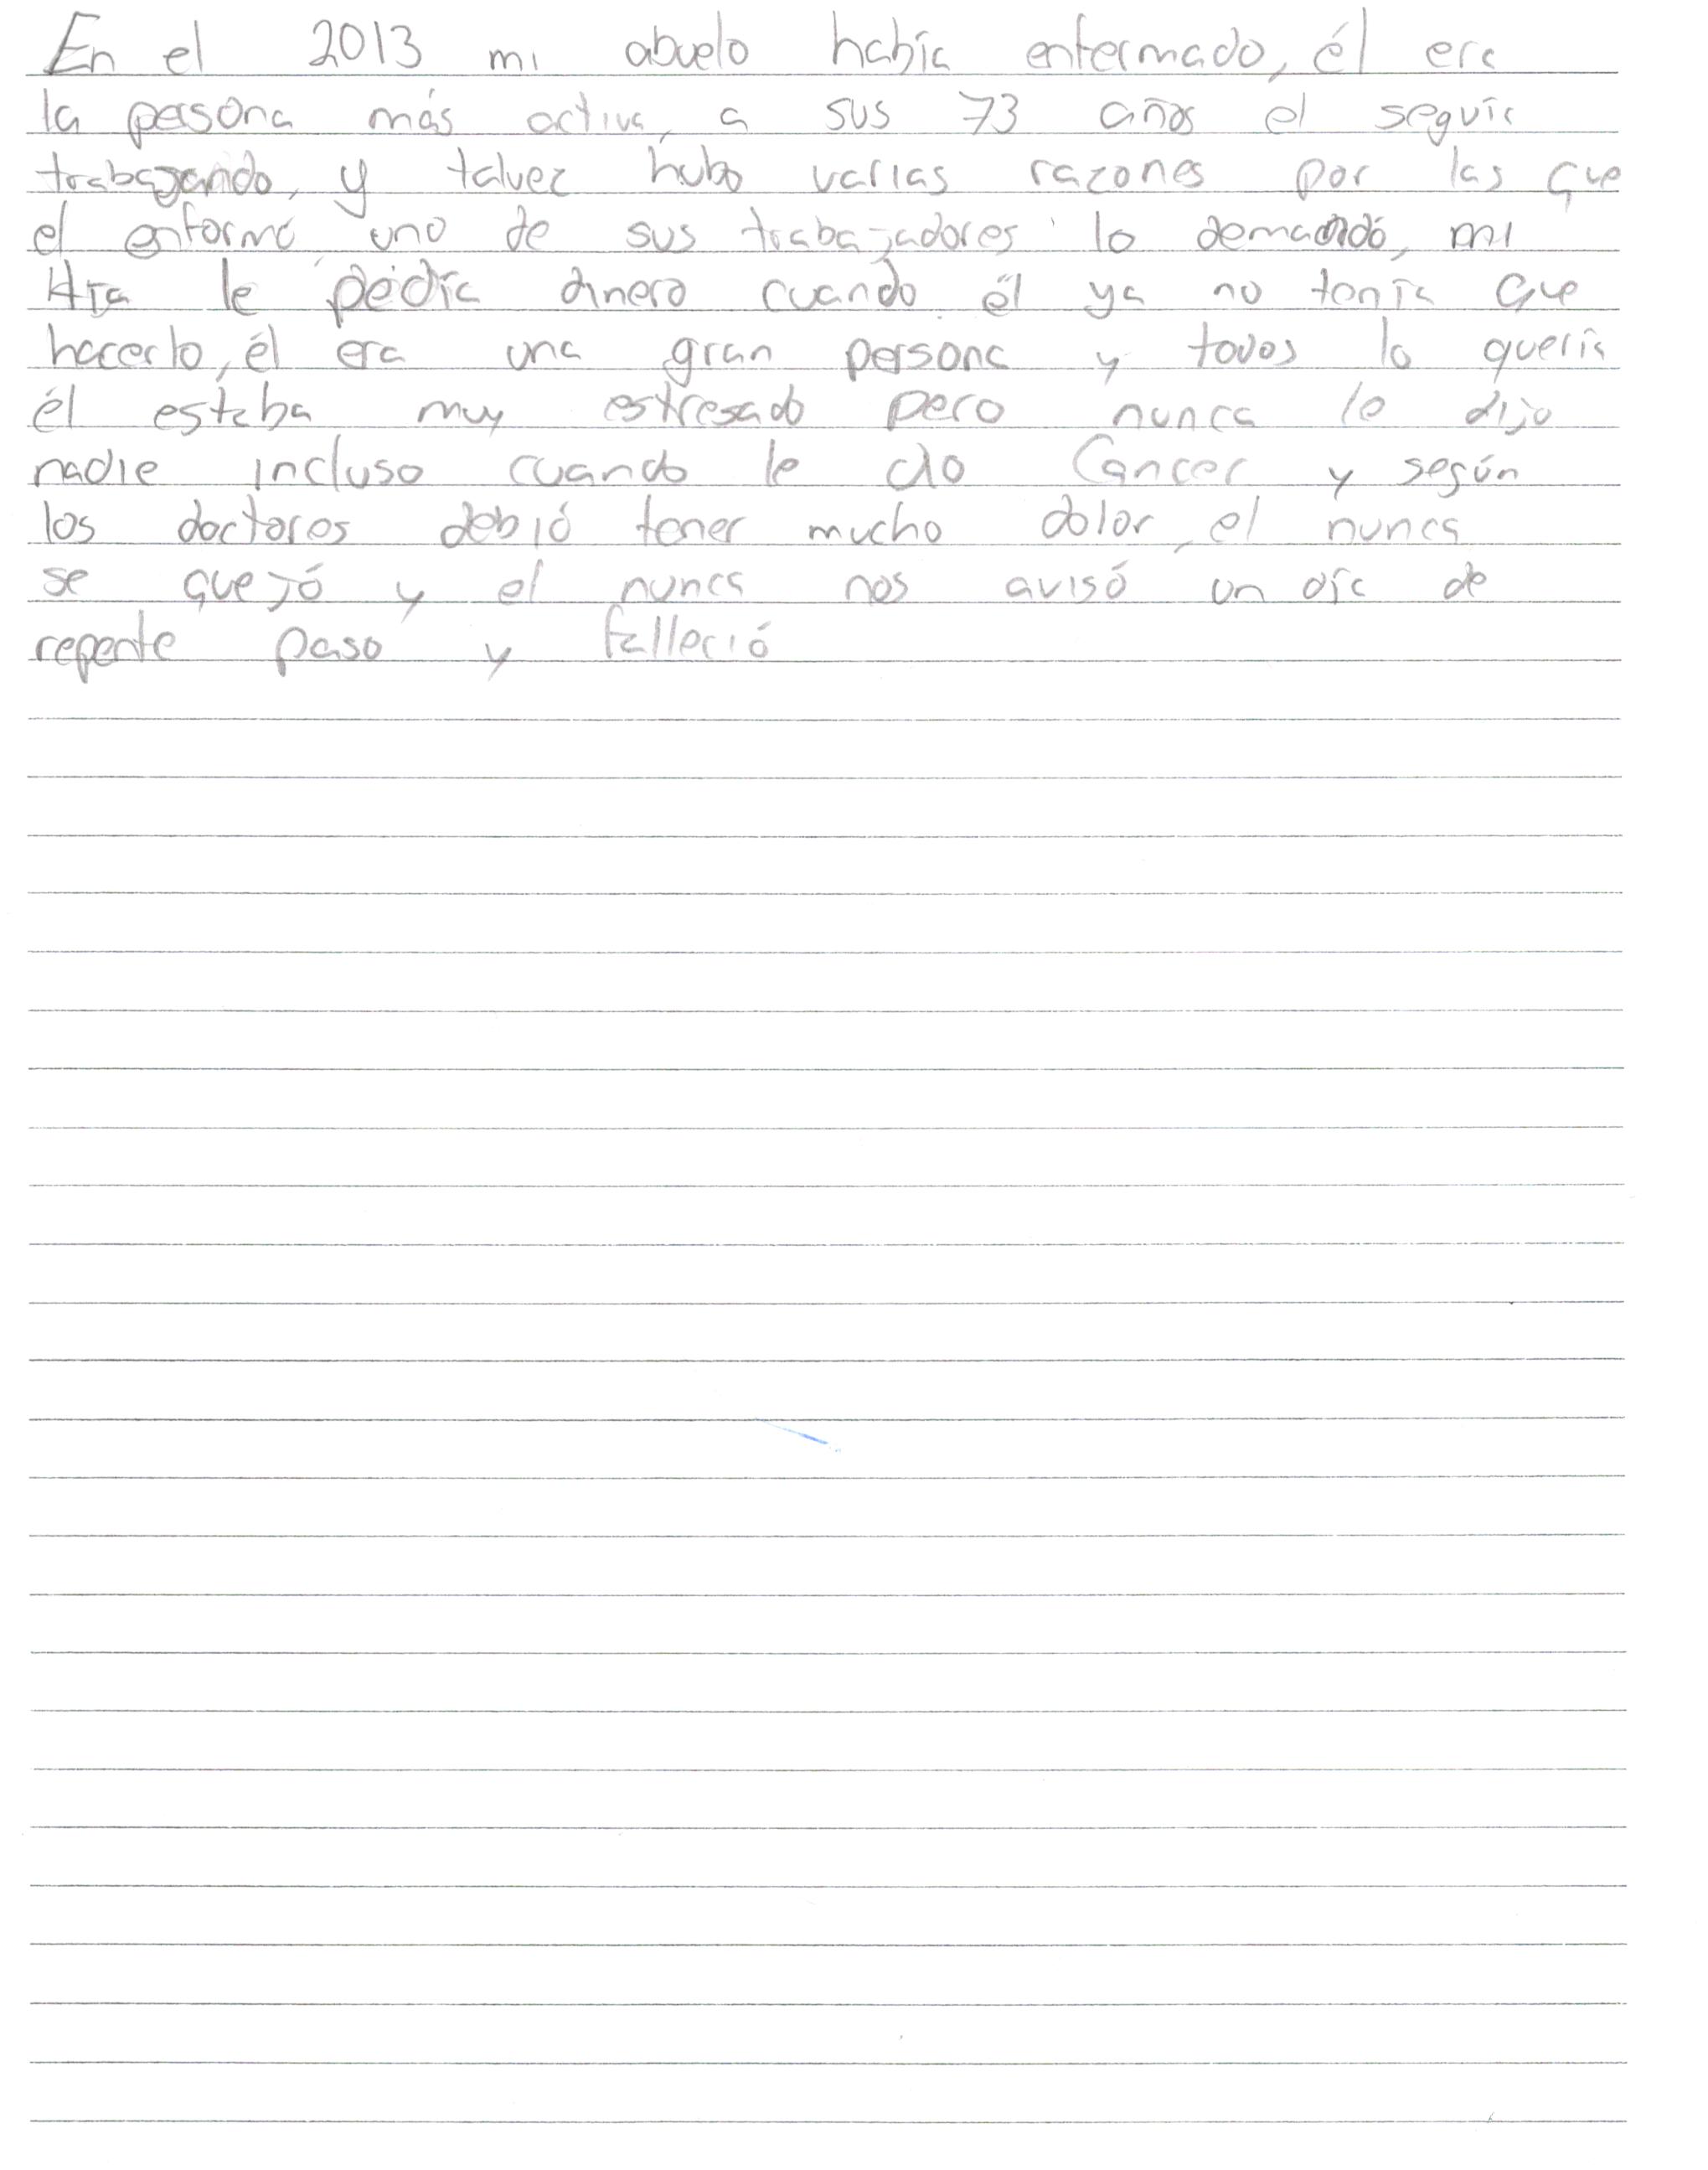 En el 2013 mi abuelo había enfermado, él era
la persona más activa, a sus 73 años el seguía
trabajando, y talvez hubo varias razones por las que
el enfermó uno de sus trabajadores lo demandó, mi
tía le pedía dinero cuando él ya no tenía que
hacerlo, él era una gran persona y todos lo quería
él estaba muy estresado pero nunca lo dijo
nadie incluso cuando le dio Cancer y según
los doctores debió tener mucho dolor, el nunca
se quejó y el nunca nos avisó un día de
repente paso y falleció